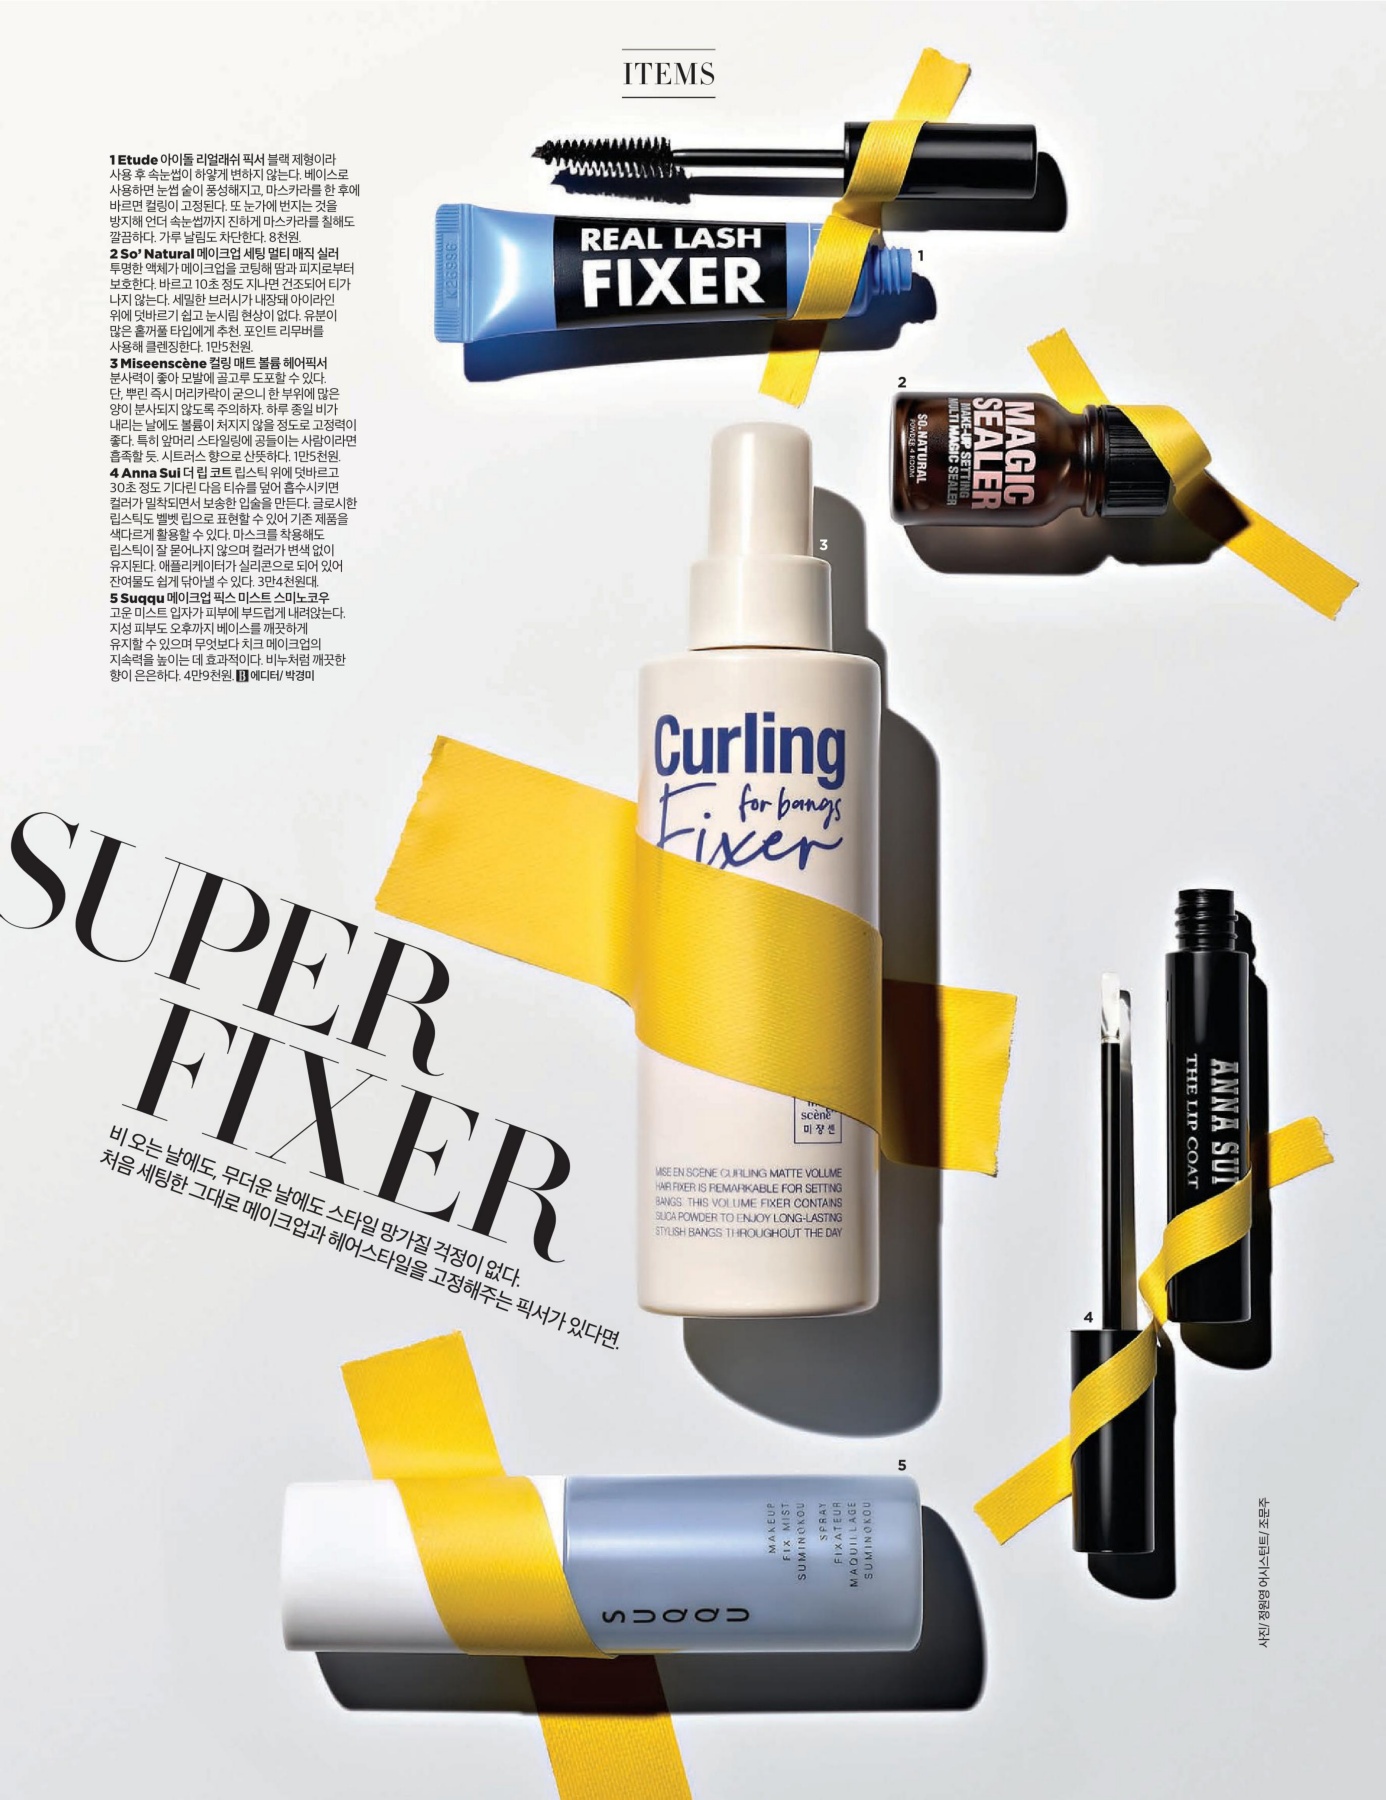 ITEMS
1 Etude 아이돌 리얼래쉬 픽서 블랙 제형이라
사용 후 속눈썹이 하얗게 변하지 않는다. 베이스로
사용하면 눈썹 숱이 풍성해지고, 마스카라를 한 후에
바르면 컬링이 고정된다. 또 눈가에 번지는 것을
방지해 언더 속눈썹까지 진하게 마스카라를 칠해도
깔끔하다. 가루 날림도 차단한다. 8천원.
2 So’ Natural 메이크업 세팅 멀티 매직 실러
투명한 액체가 메이크업을 코팅해 땀과 피지로부터
보호한다. 바르고 10초 정도 지나면 건조되어 티가
나지 않는다. 세밀한 브러시가 내장돼 아이라인
위에 덧바르기 쉽고 눈시림 현상이 없다. 유분이
많은 홑꺼풀 타입에게 추천. 포인트 리무버를
사용해 클렌징한다. 1만5천원.
3 Miseenscène 컬링 매트 볼륨 헤어픽서
분사력이 좋아 모발에 골고루 도포할 수 있다.
단, 뿌린 즉시 머리카락이 굳으니 한 부위에 많은
양이 분사되지 않도록 주의하자. 하루 종일 비가
내리는 날에도 볼륨이 처지지 않을 정도로 고정력이
좋다. 특히 앞머리 스타일링에 공들이는 사람이라면
흡족할 듯. 시트러스 향으로 산뜻하다. 1만5천원.
4 Anna Sui 더 립 코트 립스틱 위에 덧바르고
30초 정도 기다린 다음 티슈를 덮어 흡수시키면
컬러가 밀착되면서 보송한 입술을 만든다. 글로시한
립스틱도 벨벳 립으로 표현할 수 있어 기존 제품을
색다르게 활용할 수 있다. 마스크를 착용해도
립스틱이 잘 묻어나지 않으며 컬러가 변색 없이
유지된다. 애플리케이터가 실리콘으로 되어 있어
잔여물도 쉽게 닦아낼 수 있다. 3만4천원대.
5 Suqqu 메이크업 픽스 미스트 스미노코우
고운 미스트 입자가 피부에 부드럽게 내려앉는다.
지성 피부도 오후까지 베이스를 깨끗하게
유지할 수 있으며 무엇보다 치크 메이크업의
지속력을 높이는 데 효과적이다. 비누처럼 깨끗한
향이 은은하다. 4만9천원. B 에디터/ 박경미
REAL LASH
FIXER
1
2
MAGIC
SEALER
MAKE-UP SETTING
MULTI MAGIC SEALER
SO.NATURAL
POWDER 4 ROOM
3
Curling
for bangs
Fixer
scène
미쟝센
MISE EN SCENE CURLING MATTE VOLUME
HAIR FIXER IS REMARKABLE FOR SETTING
BANGS. THIS VOLUME FIXER CONTAINS
SILICA POWDER TO ENJOY LONG-LASTING
STYLISH BANGS THROUGHOUT THE DAY
SUPER
FIXER
비 오는 날에도, 무더운 날에도 스타일 망가질 걱정이 없다.
처음 세팅한 그대로 메이크업과 헤어스타일을 고정해주는 픽서가 있다면.
ANNA SUI
THE LIP COAT
4
5
MAKEUP
FIX MIST
SUMINOKOU
SPRAY
FIXATEUR
MAQUILLAGE
SUMINOKOU
SUQQU
사진/ 정원영 어시스턴트/ 조문주